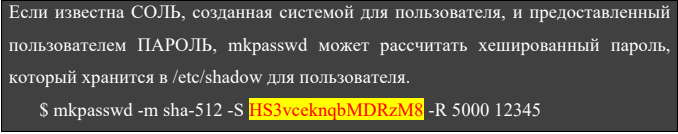 Если известна СОЛЬ, созданная системой для пользователя, и предоставленный
пользователем ПАРОЛЬ, mkpasswd может рассчитать хешированный пароль,
который хранится в /etc/shadow для пользователя.
$ mkpasswd -m sha-512 -S HS3vceknqbMDRzM8 -R 5000 12345